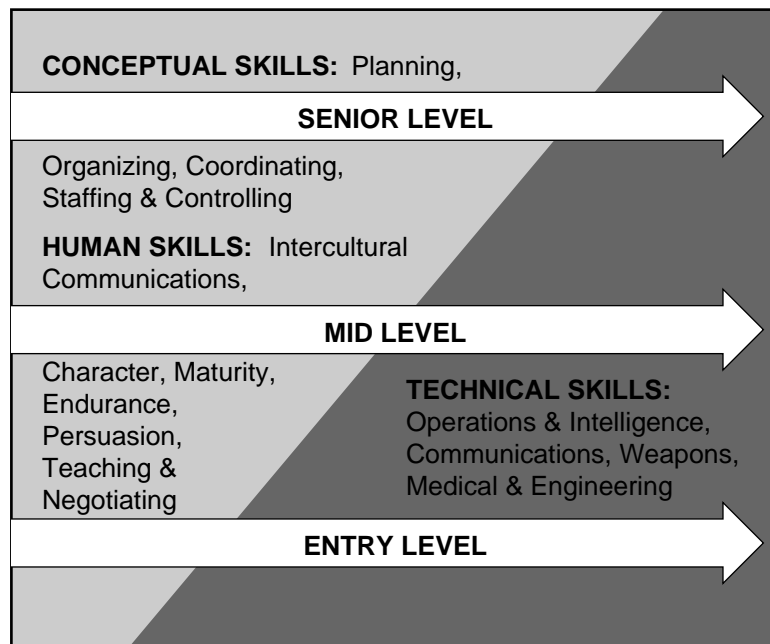 CONCEPTUAL SKILLS: Planning,
SENIOR LEVEL
Organizing, Coordinating,
Staffing & Controlling
HUMAN SKILLS: Intercultural
Communications,
MID LEVEL
Character, Maturity,
Endurance,
Persuasion,
Teaching &
Negotiating
TECHNICAL SKILLS:
Operations & Intelligence,
Communications, Weapons,
Medical & Engineering
ENTRY LEVEL